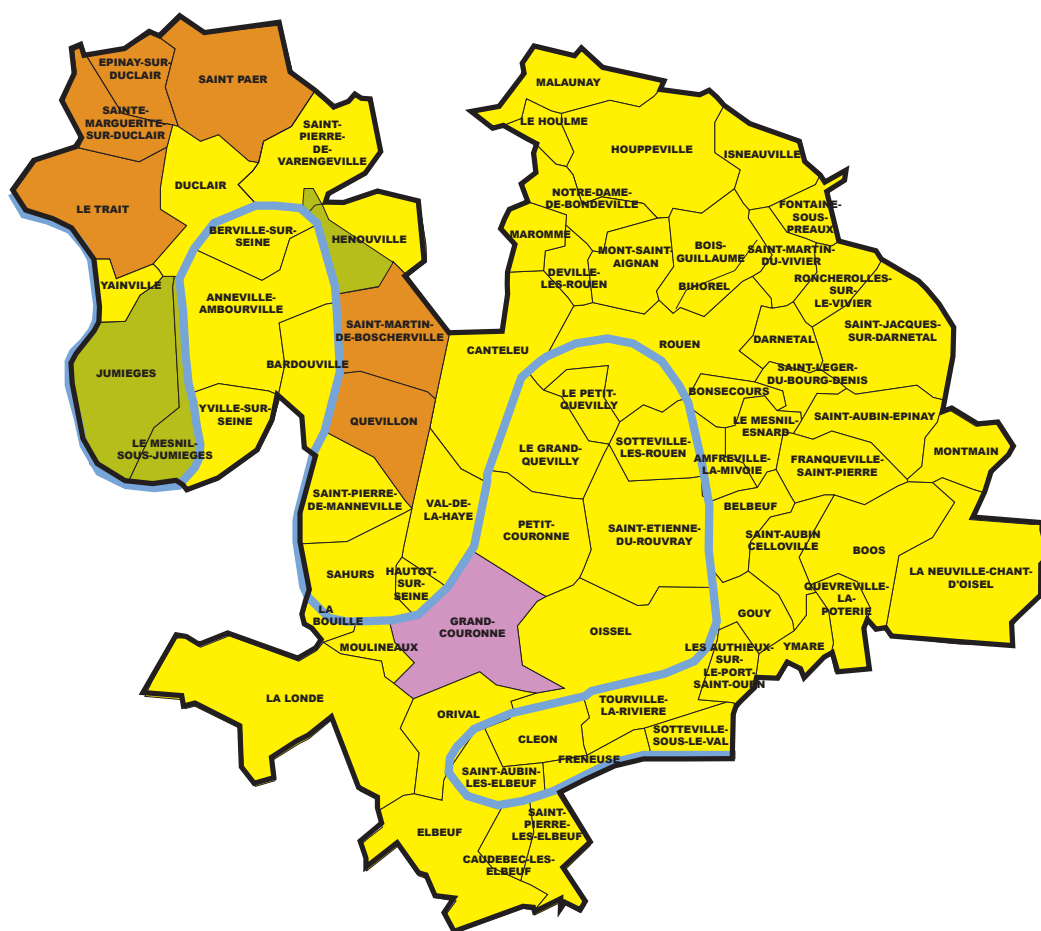 EPINAY-SUR-
DUCLAIR
SAINT PAER
SAINTE-
MARGUERITE-
SUR-DUCLAIR
SAINT-
PIERRE-
DE-
VARENGEVILLE
DUCLAIR
LE TRAIT
BERVILLE-SUR-
SEINE
HENOUVILLE
YAINVILLE
ANNEVILLE-
AMBOURVILLE
SAINT-MARTIN-
DE-BOSCHERVILLE
BARDOUVILLE
JUMIEGES
YVILLE-SUR-
SEINE
QUEVILLON
LE MESNIL-
SOUS-JUMIEGES
MALAUNAY
LE HOULME
HOUPPEVILLE
ISNEAUVILLE
NOTRE-DAME-
DE-BONDEVILLE
FONTAINE-
SOUS-
PREAUX
MAROMME
MONT-SAINT-
AIGNAN
BOIS-
GUILLAUME
SAINT-MARTIN-
DU-VIVIER
DEVILLE-
LES-ROUEN
BIHOREL
RONCHEROLLES-
SUR-
LE-VIVIER
SAINT-JACQUES-
SUR-DARNETAL
CANTELEU
ROUEN
DARNETAL
SAINT-LEGER-
DU-BOURG-DENIS
LE PETIT-
QUEVILLY
BONSECOURS
LE MESNIL-
ESNARD
SAINT-AUBIN-EPINAY
LE GRAND-
QUEVILLY
SOTTEVILLE-
LES-ROUEN
AMFREVILLE-
LA-MIVOIE
FRANQUEVILLE-
SAINT-PIERRE
MONTMAIN
SAINT-PIERRE-
DE-MANNEVILLE
VAL-DE-
LA-HAYE
PETIT-
COURONNE
SAINT-ETIENNE-
DU-ROUVRAY
BELBEUF
SAINT-AUBIN
CELLOVILLE
BOOS
LA NEUVILLE-CHANT-
D'OISEL
SAHURS
HAUTOT-
SUR-
SEINE
QUEVREVILLE-
LA-
POTERIE
LA
BOUILLE
GRAND-
COURONNE
OISSEL
GOUY
MOULINEAUX
LES AUTHIEUX-
SUR-
LE-PORT-
SAINT-OUEN
YMARE
LA LONDE
ORIVAL
TOURVILLE-
LA-RIVIERE
CLEON
SOTTEVILLE-
SOUS-LE-VAL
FRENEUSE
SAINT-AUBIN-
LES-ELBEUF
ELBEUF
SAINT-
PIERRE-
LES-ELBEUF
CAUDEBEC-LES-
ELBEUF